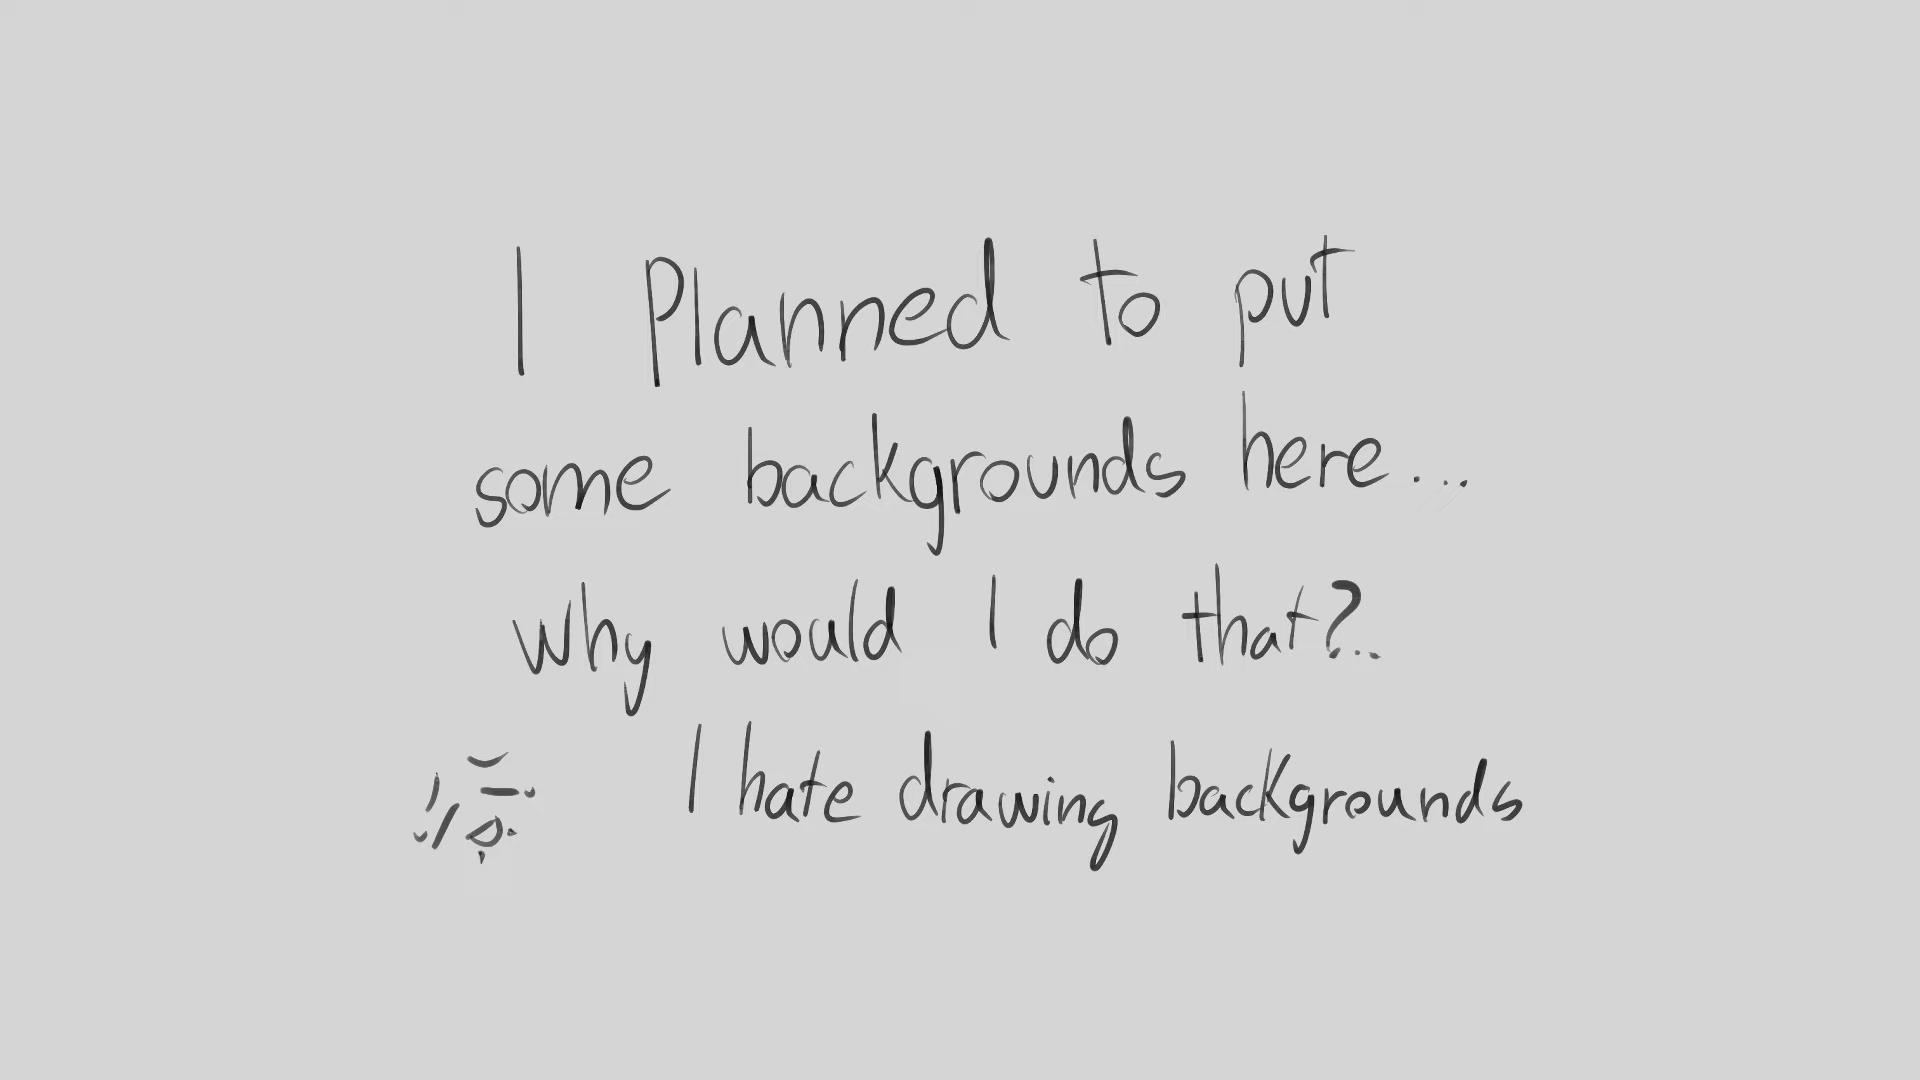 I Planned to put
some backgrounds here...
why would I do that?..
I hate drawing backgrounds